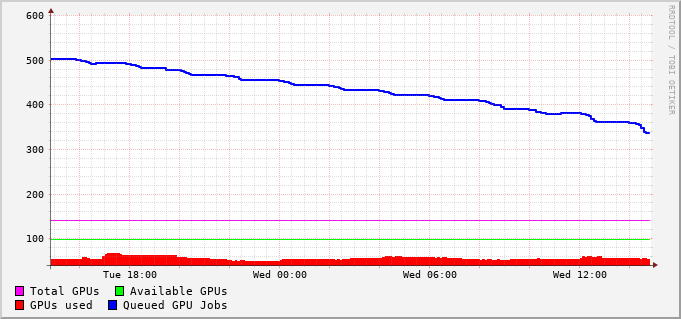 600
500
400
300
200
100
Tue 18:00 Wed 00:00 Wed 06:00 Wed 12:00
Total GPUs Available GPUs
GPUs used Queued GPU Jobs
RRDTOOL / TOBI OETIKER